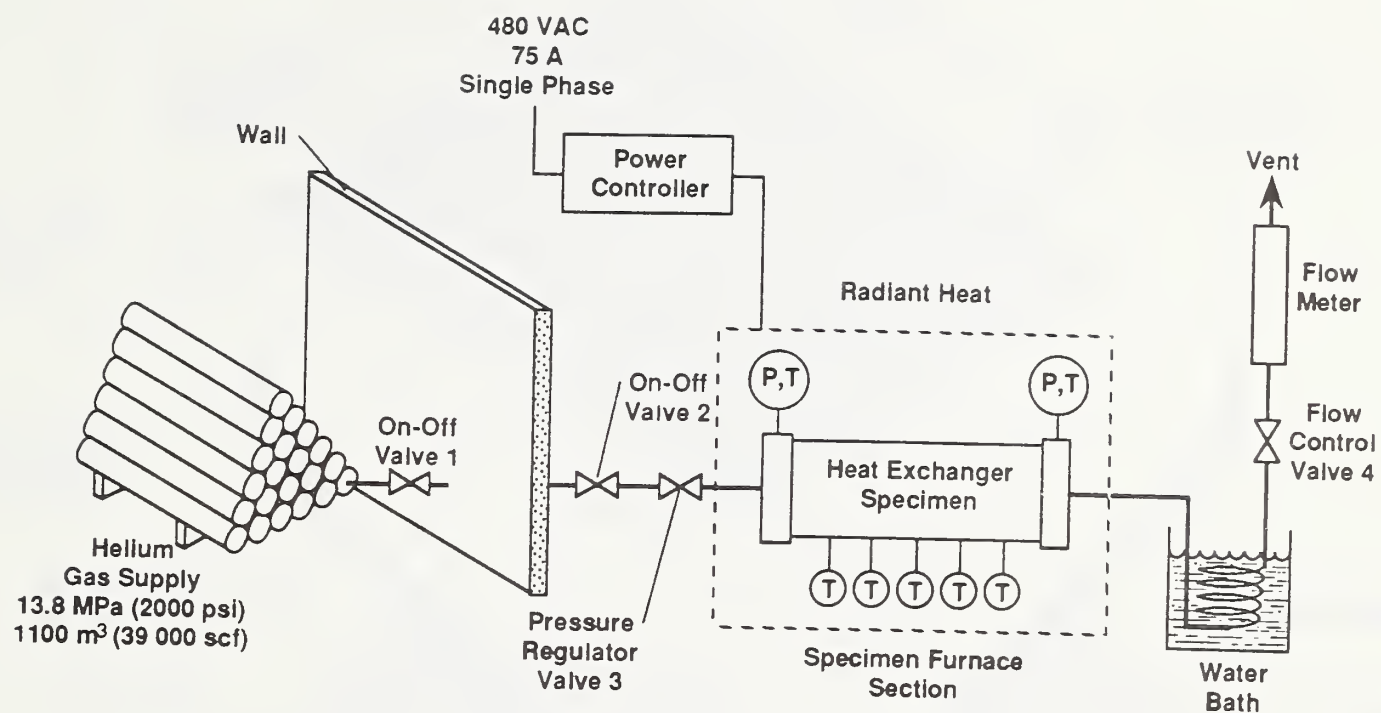 480 VAC
75 A
Single Phase
Wall
Power
Controller
Vent
Flow
Meter
Radiant Heat
P,T
P,T
On-Off
Valve 2
On-Off
Valve 1
Flow
Control
Valve 4
Heat Exchanger
Specimen
T
T
T
T
T
Helium
Gas Supply
13.8 MPa (2000 psi)
1100 m³ (39 000 scf)
Pressure
Regulator
Valve 3
Specimen Furnace
Section
Water
Bath